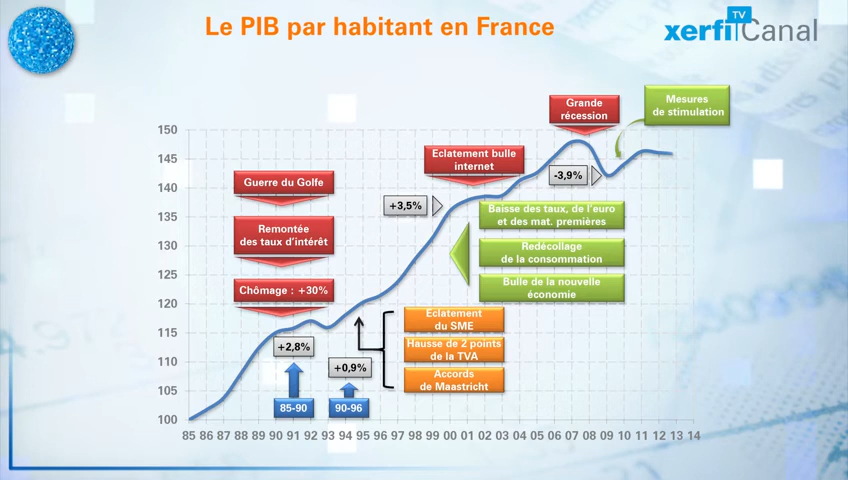 Le PIB par habitant en France
xerfi TV Canal
Grande
récession
Mesures
de stimulation
150
145
140
135
130
125
120
115
110
105
100
Eclatement bulle
internet
Guerre du Golfe
-3,9%
+3,5%
Remontée
des taux d'intérêt
Baisse des taux, de l'euro
et des mat. premières
Redécollage
de la consommation
Chômage : +30%
Bulle de la nouvelle
économie
Eclatement
du SME
+2,8%
Hausse de 2 points
de la TVA
+0,9%
Accords
de Maastricht
85-90
90-96
85 86 87 88 89 90 91 92 93 94 95 96 97 98 99 00 01 02 03 04 05 06 07 08 09 10 11 12 13 14